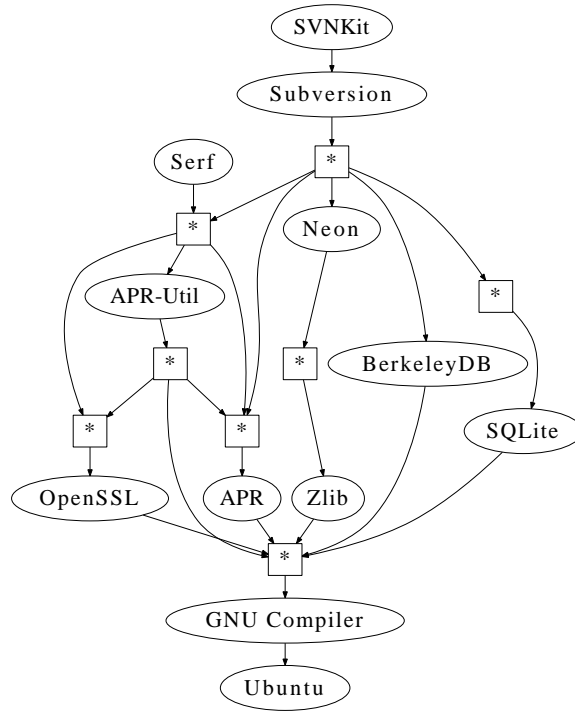 SVNKit
Subversion
Serf
*
*
Neon
APR-Util
*
*
*
BerkeleyDB
*
*
SQLite
OpenSSL
APR
Zlib
*
GNU Compiler
Ubuntu